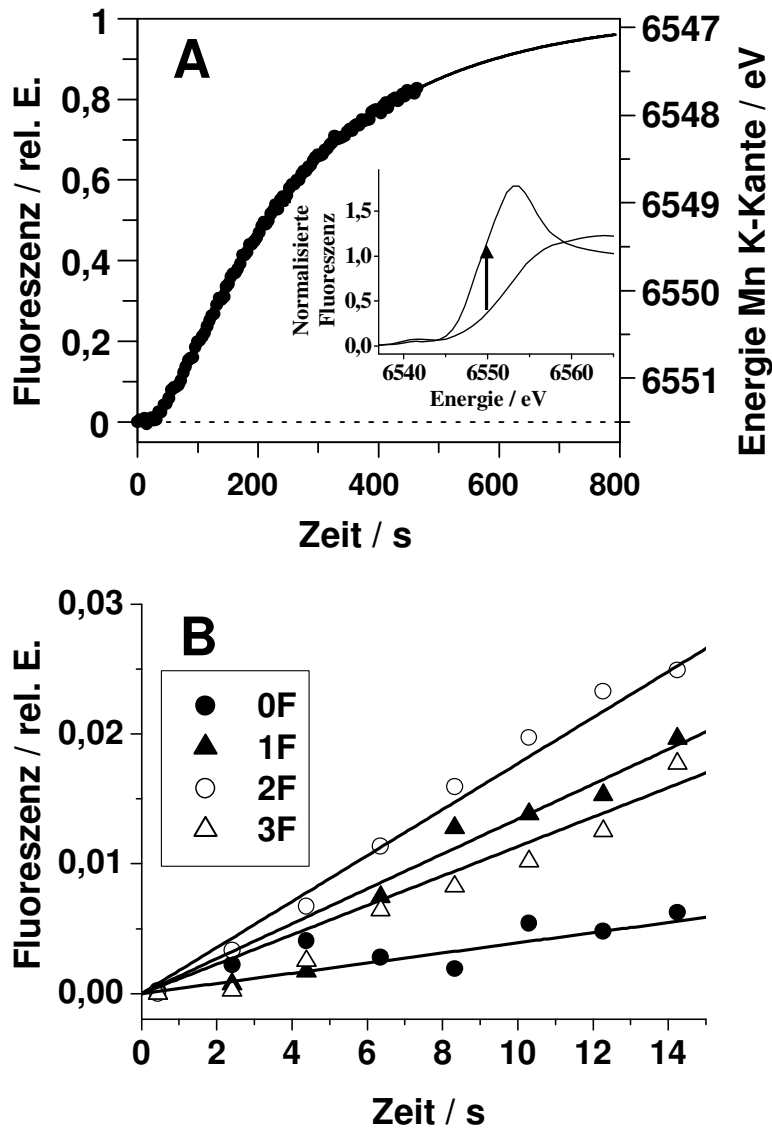 A
Fluoreszenz / rel. E.
1
0,8
0,6
0,4
0,2
0
6547
6548
6549
6550
6551
Energie Mn K-Kante / eV
Normalisierte
Fluoreszenz
1,5
1,0
0,5
0,0
6540 6550 6560
Energie / eV
0 200 400 600 800
Zeit / s
B
Fluoreszenz / rel. E.
0,03
0,02
0,01
0,00
0F
1F
2F
3F
0 2 4 6 8 10 12 14
Zeit / s